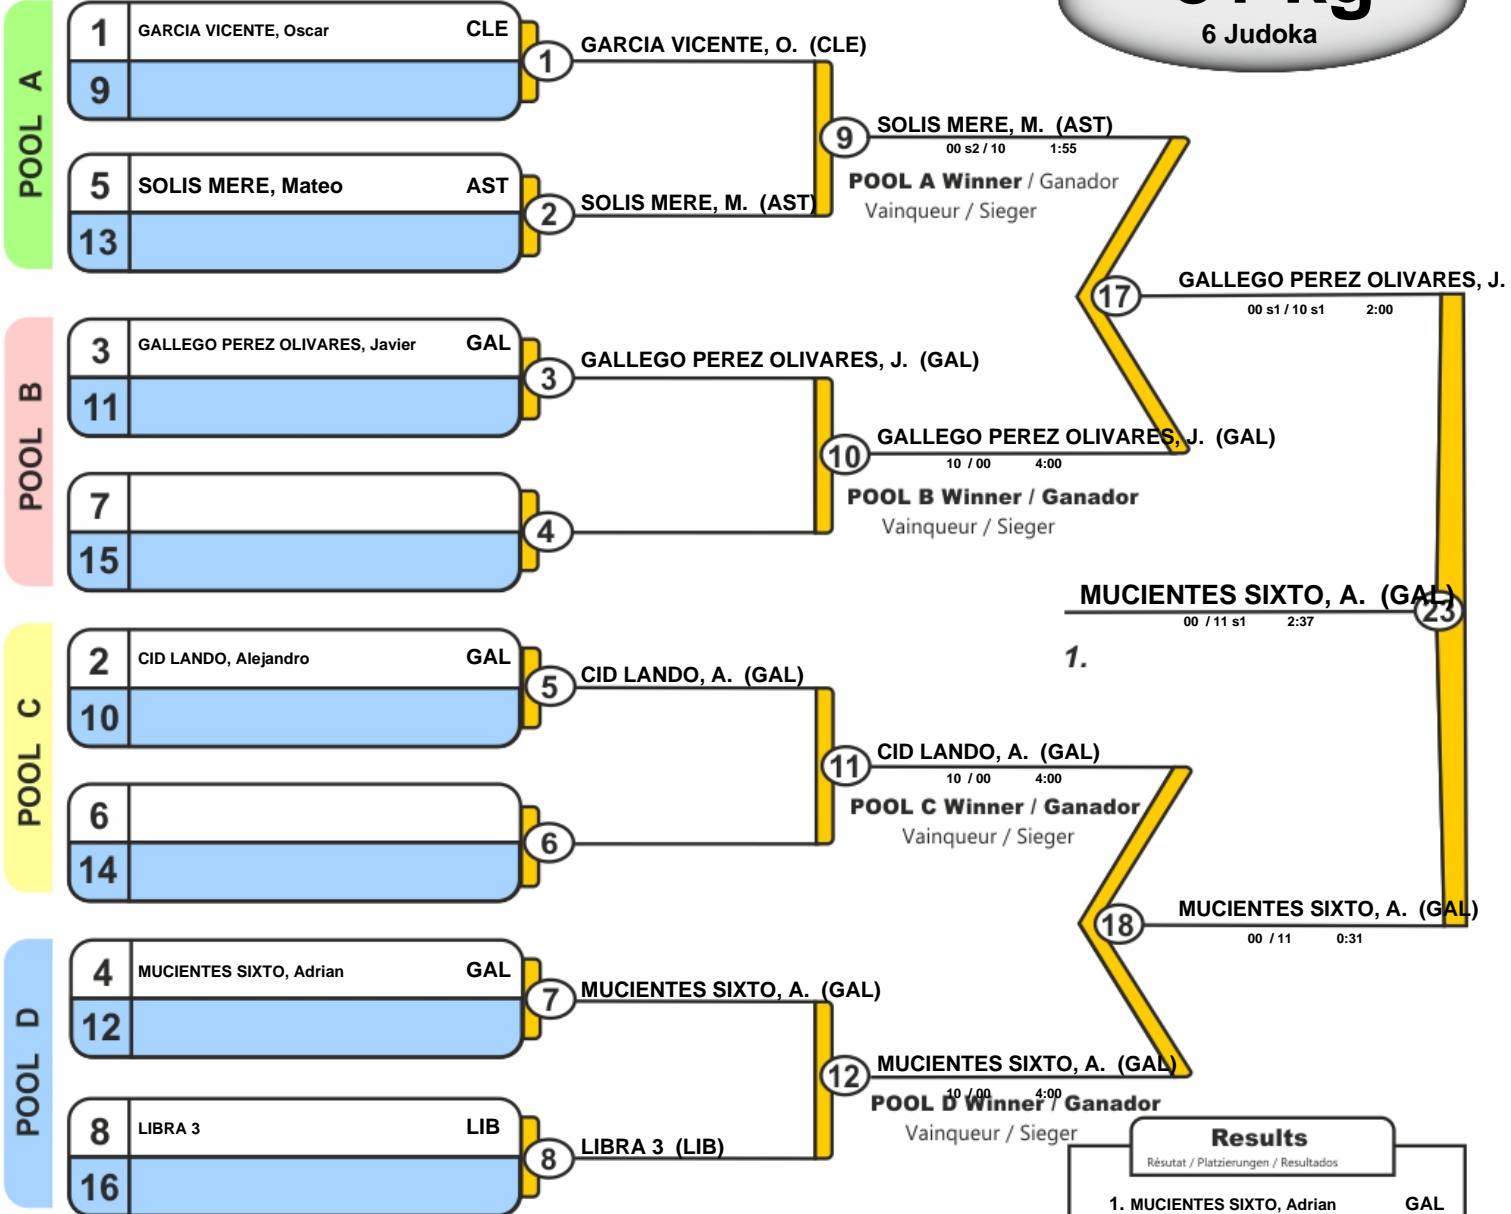 6 Judoka
POOL A
1 GARCIA VICENTE, Oscar CLE
9
1
GARCIA VICENTE, O. (CLE)
5 SOLIS MERE, Mateo AST
13
2
SOLIS MERE, M. (AST)
9
SOLIS MERE, M. (AST)
00 s2 / 10 1:55
POOL A Winner / Ganador
Vainqueur / Sieger
POOL B
3 GALLEGO PEREZ OLIVARES, Javier GAL
11
3
GALLEGO PEREZ OLIVARES, J. (GAL)
7
15
4
10
GALLEGO PEREZ OLIVARES, J. (GAL)
10 / 00 4:00
POOL B Winner / Ganador
Vainqueur / Sieger
17
GALLEGO PEREZ OLIVARES, J.
00 s1 / 10 s1 2:00
MUCIENTES SIXTO, A. (GAL)
23
00 / 11 s1 2:37
1.
POOL C
2 CID LANDO, Alejandro GAL
10
5
CID LANDO, A. (GAL)
6
14
6
11
CID LANDO, A. (GAL)
10 / 00 4:00
POOL C Winner / Ganador
Vainqueur / Sieger
18
MUCIENTES SIXTO, A. (GAL)
00 / 11 0:31
POOL D
4 MUCIENTES SIXTO, Adrian GAL
12
7
MUCIENTES SIXTO, A. (GAL)
8 LIBRA 3 LIB
16
8
LIBRA 3 (LIB)
12
MUCIENTES SIXTO, A. (GAL)
10 / 00 4:00
POOL D Winner / Ganador
Vainqueur / Sieger
Results
Résutat / Platzierungen / Resultados
1. MUCIENTES SIXTO, Adrian GAL